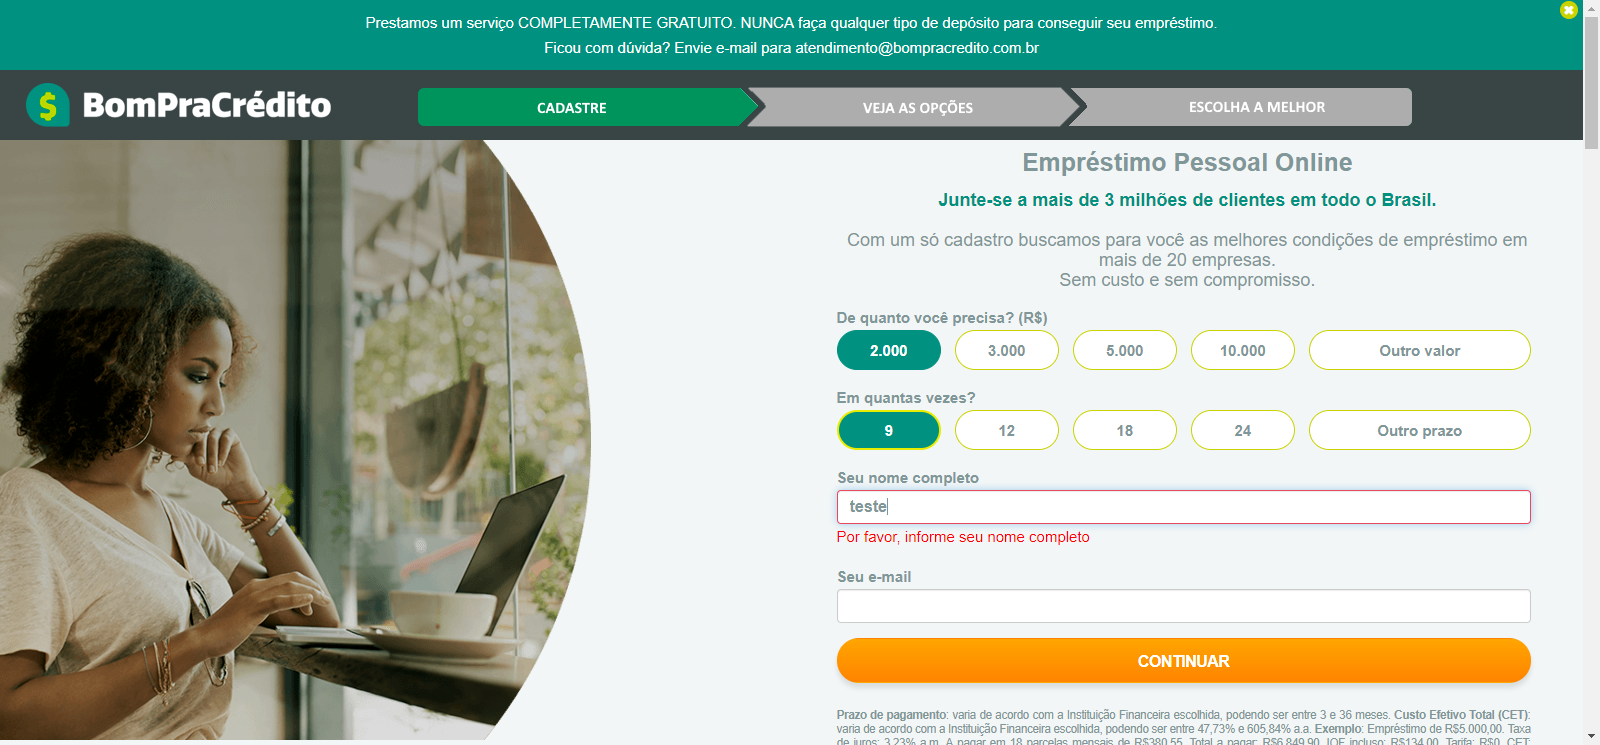 Prestamos um serviço COMPLETAMENTE GRATUITO. NUNCA faça qualquer tipo de depósito para conseguir seu empréstimo.
Ficou com dúvida? Envie e-mail para atendimento@bompracredito.com.br
$ BomPraCrédito
CADASTRE
VEJA AS OPÇÕES
ESCOLHA A MELHOR
Empréstimo Pessoal Online
Junte-se a mais de 3 milhões de clientes em todo o Brasil.
Com um só cadastro buscamos para você as melhores condições de empréstimo em
mais de 20 empresas.
Sem custo e sem compromisso.
De quanto você precisa? (R$)
2.000 3.000 5.000 10.000 Outro valor
Em quantas vezes?
9 12 18 24 Outro prazo
Seu nome completo
teste
Por favor, informe seu nome completo
Seu e-mail
CONTINUAR
Prazo de pagamento: varia de acordo com a Instituição Financeira escolhida, podendo ser entre 3 e 36 meses. Custo Efetivo Total (CET):
varia de acordo com a Instituição Financeira escolhida, podendo ser entre 47,73% e 605,84% a.a. Exemplo: Empréstimo de R$5.000,00. Taxa
de juros: 3,23% a.m. A pagar em 18 parcelas mensais de R$380,55. Total a pagar: R$6.849,90. IOF incluso: R$134,00. Tarifa: R$0. CET: